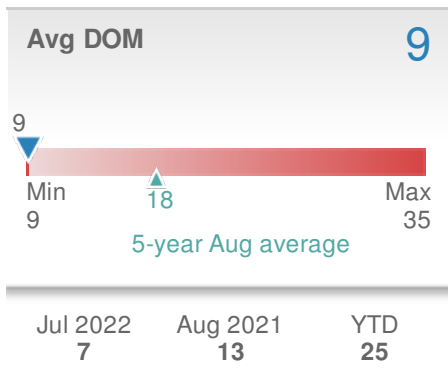 Avg DOM 9
9
Min Max
9 18 35
5-year Aug average
Jul 2022 Aug 2021 YTD
7 13 25